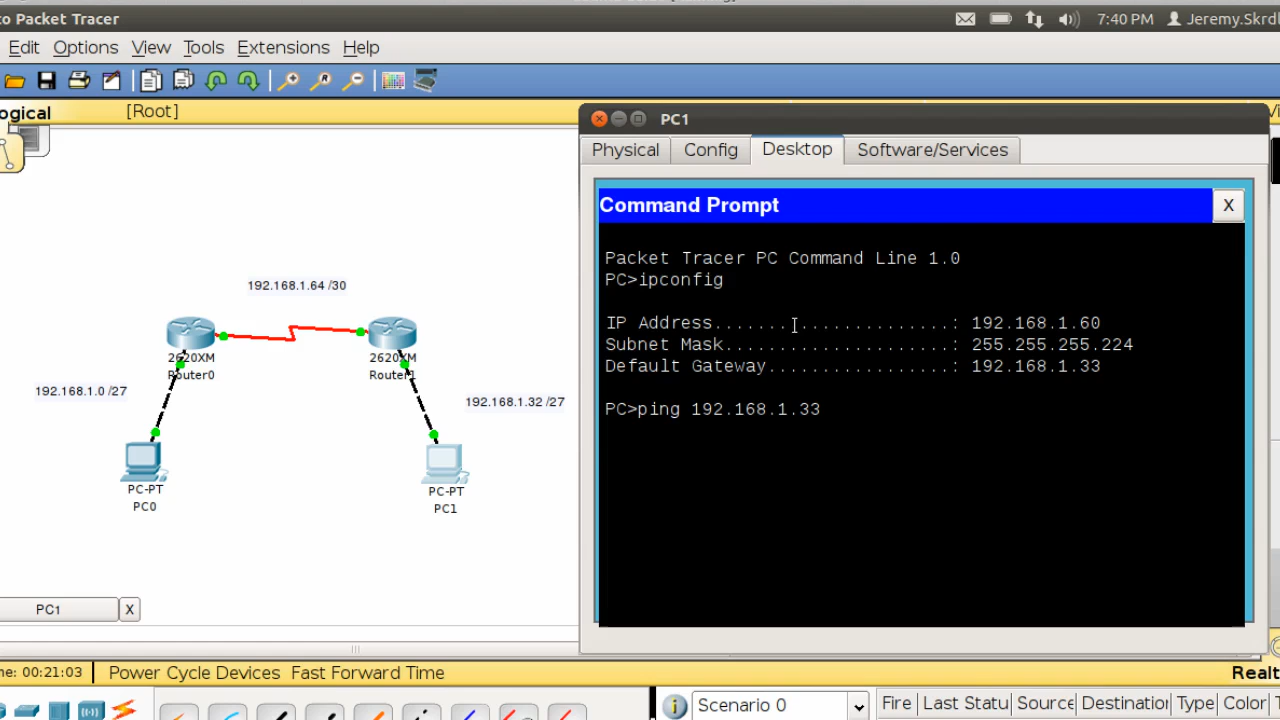 to Packet Tracer
7:40 PM Jeremy.Skrdl
Edit Options View Tools Extensions Help
ogical [Root]
PC1
Physical Config Desktop Software/Services
Command Prompt X
Packet Tracer PC Command Line 1.0
PC>ipconfig
IP Address......................: 192.168.1.60
Subnet Mask.....................: 255.255.255.224
Default Gateway.................: 192.168.1.33
PC>ping 192.168.1.33
192.168.1.64 /30
2620XM
Router0
2620XM
Router1
192.168.1.0 /27
192.168.1.32 /27
PC-PT
PC0
PC-PT
PC1
PC1 X
ne: 00:21:03 Power Cycle Devices Fast Forward Time Realt
Scenario 0
Fire Last Statu Source Destination Type Color